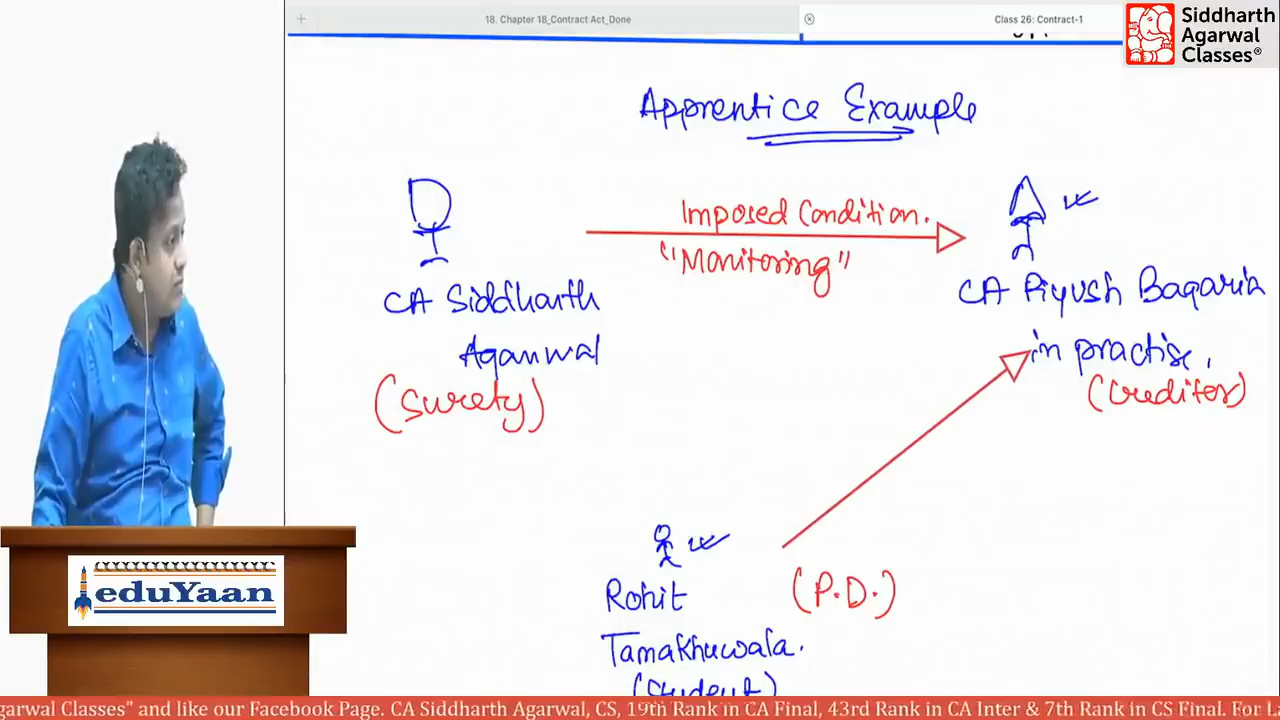 18. Chapter 18_Contract Act_Done
Class 26: Contract-1
Siddharth
Agarwal
Classes®
Apprentice Example
Imposed Condition.
"Monitoring"
CA Siddharth
Agarwal
(Surety)
CA Piyush Bagaria
in practise.
(Creditor)
Rohit
Tamakhuwala.
(Student)
(P.D.)
eduYaan
agarwal Classes" and like our Facebook Page. CA Siddharth Agarwal, CS, 19th Rank in CA Final, 43rd Rank in CA Inter & 7th Rank in CS Final. For La